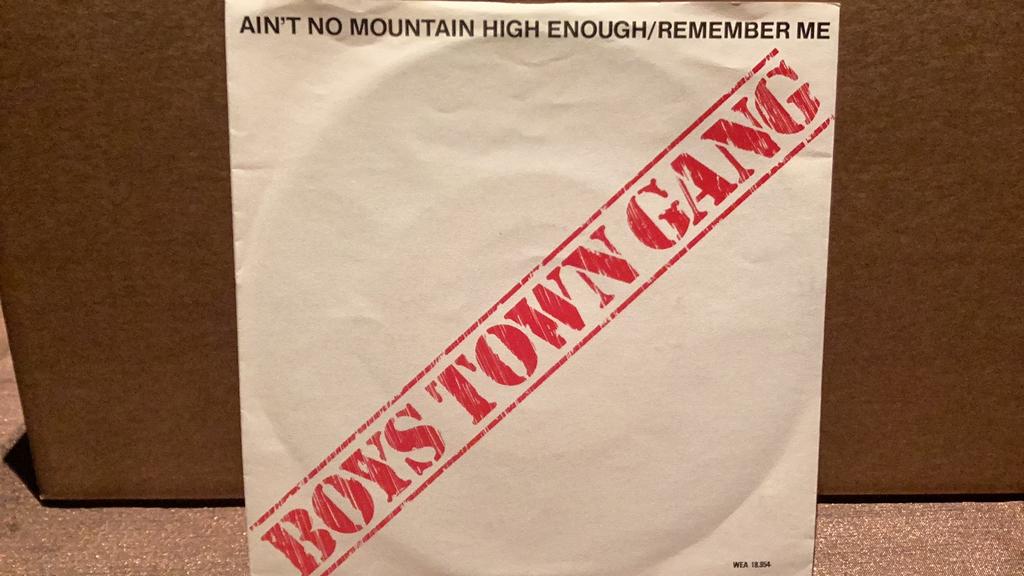 AIN'T NO MOUNTAIN HIGH ENOUGH/REMEMBER ME
BOYS TOWN GANG
WEA 18.954